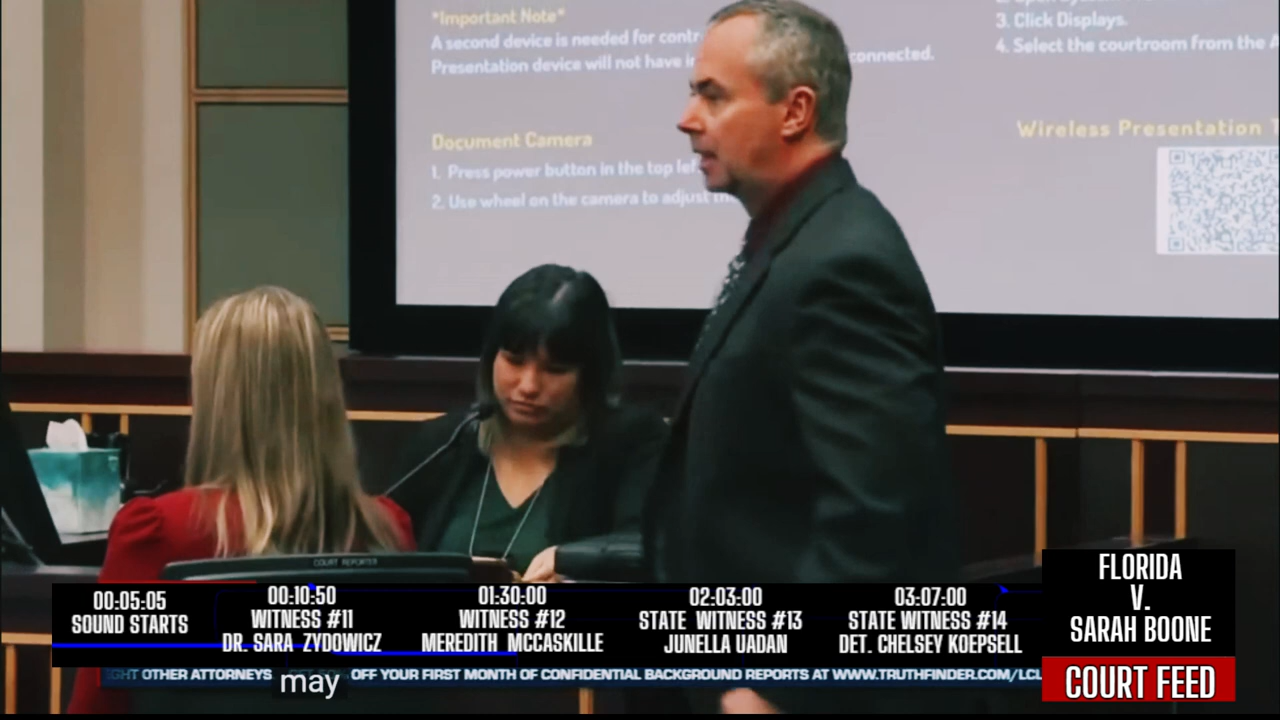 *Important Note*
A second device is needed for contr
connected.
Presentation device will not have in
3. Click Displays.
4. Select the courtroom from the A
Document Camera
1. Press power button in the top lef
2. Use wheel on the camera to adjust th
Wireless Presentation T
COURT REPORTER
00:05:05
SOUND STARTS
00:10:50
WITNESS #11
DR. SARA ZYDOWICZ
01:30:00
WITNESS #12
MEREDITH MCCASKILLE
02:03:00
STATE WITNESS #13
JUNELLA UADAN
03:07:00
STATE WITNESS #14
DET. CHELSEY KOEPSELL
FLORIDA
V.
SARAH BOONE
COURT FEED
GHT OTHER ATTORNEYS may OFF YOUR FIRST MONTH OF CONFIDENTIAL BACKGROUND REPORTS AT WWW.TRUTHFINDER.COM/LCL